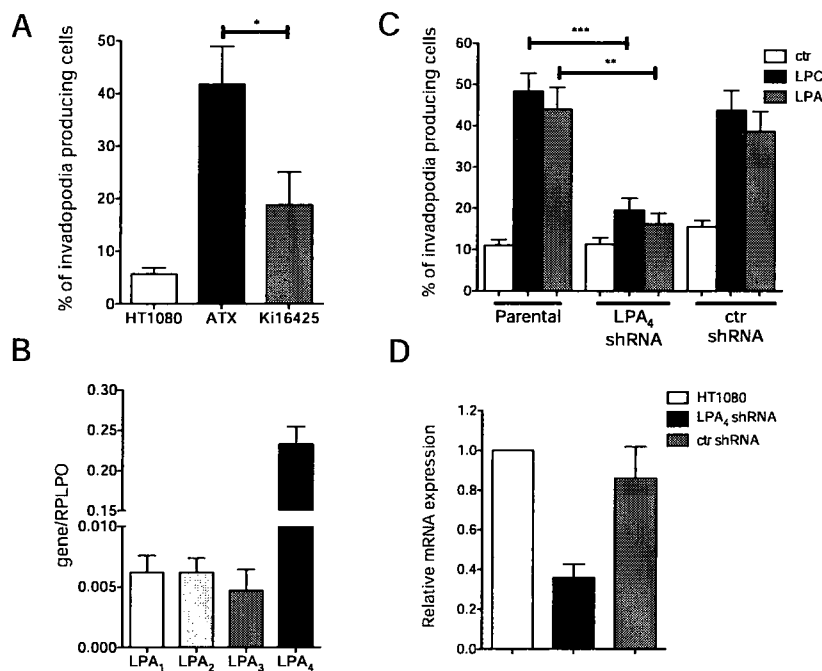 A
% of invadopodia producing cells
50
40
30
20
10
0
*
HT1080 ATX Ki16425
C
% of invadopodia producing cells
60
50
40
30
20
10
0
***
**
ctr
LPC
LPA
Parental
LPA₄ shRNA
ctr shRNA
B
gene/RPLPO
0.30
0.25
0.20
0.15
0.010
0.005
0.000
LPA₁ LPA₂ LPA₃ LPA₄
D
Relative mRNA expression
1.2
1.0
0.8
0.6
0.4
0.2
0.0
HT1080
LPA₄ shRNA
ctr shRNA